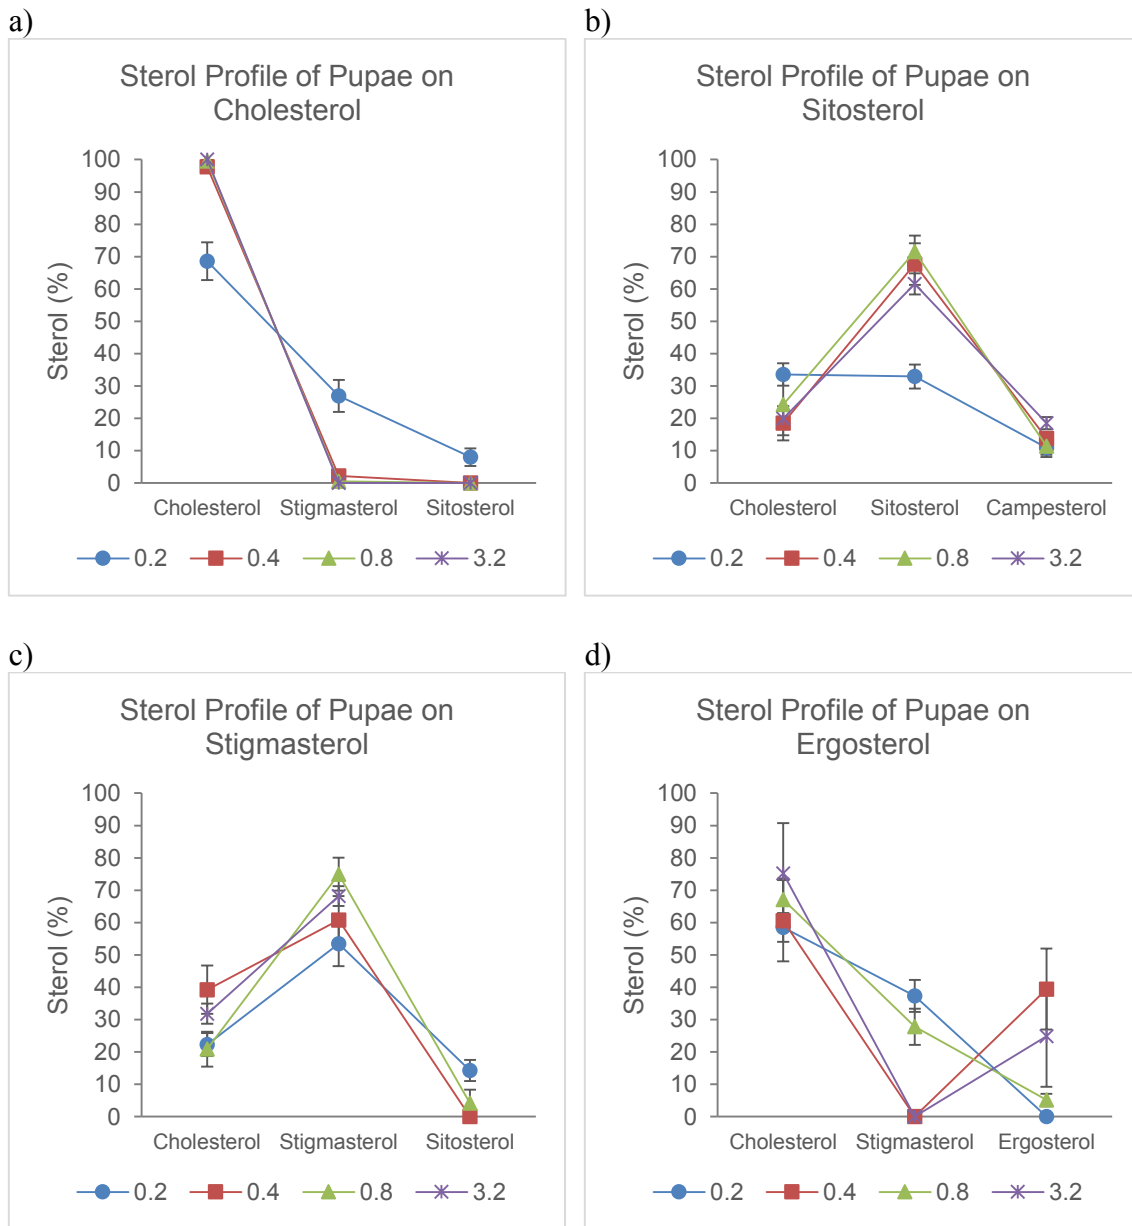 a)
Sterol Profile of Pupae on
Cholesterol
Sterol (%)
100
90
80
70
60
50
40
30
20
10
0
Cholesterol Stigmasterol Sitosterol
0.2 0.4 0.8 3.2
b)
Sterol Profile of Pupae on
Sitosterol
Sterol (%)
100
90
80
70
60
50
40
30
20
10
0
Cholesterol Sitosterol Campesterol
0.2 0.4 0.8 3.2
c)
Sterol Profile of Pupae on
Stigmasterol
Sterol (%)
100
90
80
70
60
50
40
30
20
10
0
Cholesterol Stigmasterol Sitosterol
0.2 0.4 0.8 3.2
d)
Sterol Profile of Pupae on
Ergosterol
Sterol (%)
100
90
80
70
60
50
40
30
20
10
0
Cholesterol Stigmasterol Ergosterol
0.2 0.4 0.8 3.2